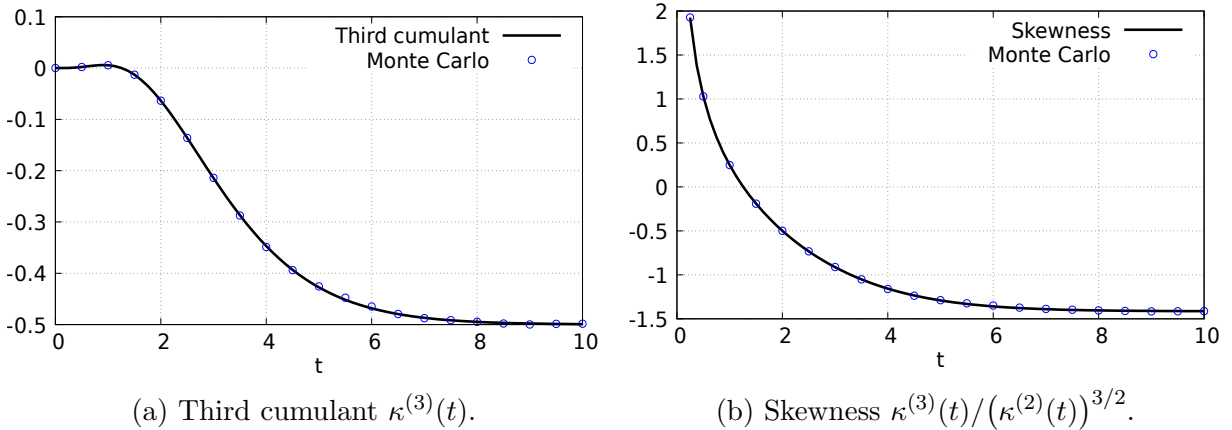 0.1
0
-0.1
-0.2
-0.3
-0.4
-0.5
0 2 4 6 8 10
t
Third cumulant
Monte Carlo
2
1.5
1
0.5
0
-0.5
-1
-1.5
0 2 4 6 8 10
t
Skewness
Monte Carlo
(a) Third cumulant κ^(3)(t).
(b) Skewness κ^(3)(t)/(κ^(2)(t))^3/2.